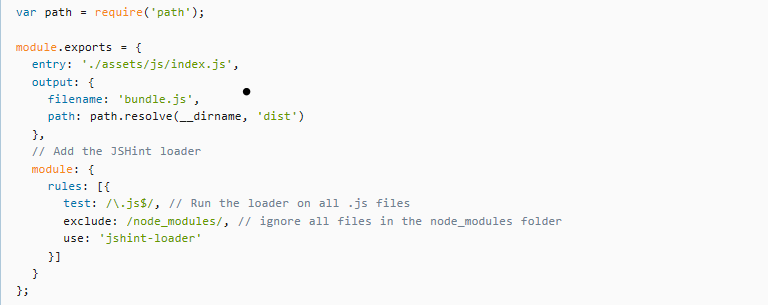 var path = require('path');

module.exports = {
  entry: './assets/js/index.js',
  output: {
    filename: 'bundle.js',
    path: path.resolve(__dirname, 'dist')
  },
  // Add the JSHint loader
  module: {
    rules: [{
      test: /\.js$/, // Run the loader on all .js files
      exclude: /node_modules/, // ignore all files in the node_modules folder
      use: 'jshint-loader'
    }]
  }
};